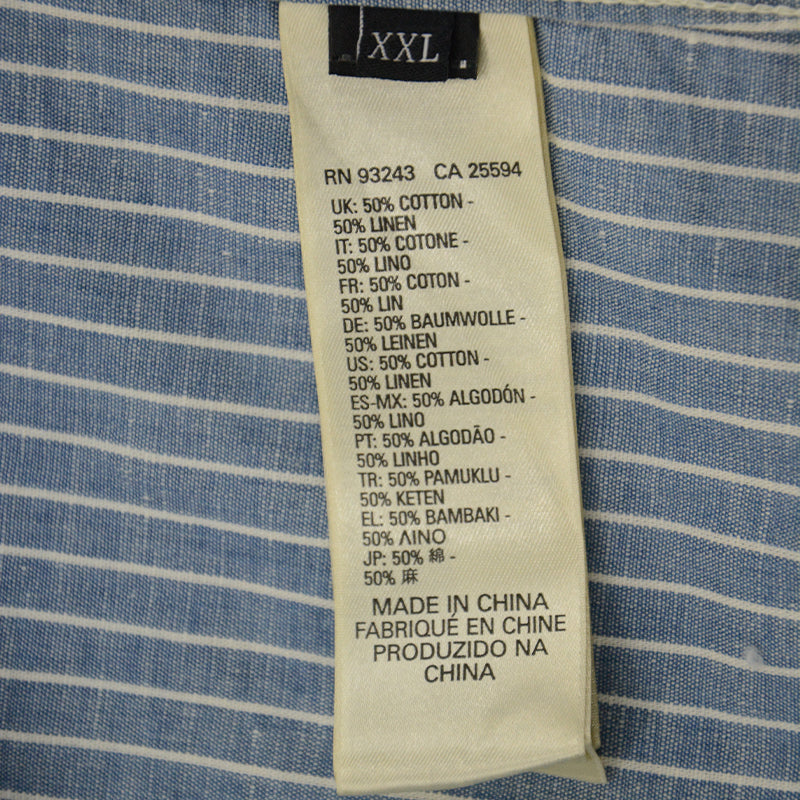 XXL
RN 93243 CA 25594
UK: 50% COTTON -
50% LINEN
IT: 50% COTONE -
50% LINO
FR: 50% COTON -
50% LIN
DE: 50% BAUMWOLLE -
50% LEINEN
US: 50% COTTON -
50% LINEN
ES-MX: 50% ALGODÓN -
50% LINO
PT: 50% ALGODÃO -
50% LINHO
TR: 50% PAMUKLU -
50% KETEN
EL: 50% BAMBAKI -
50% ΛΙΝΟ
JP: 50% 綿 -
50% 麻
MADE IN CHINA
FABRIQUÉ EN CHINE
PRODUZIDO NA
CHINA